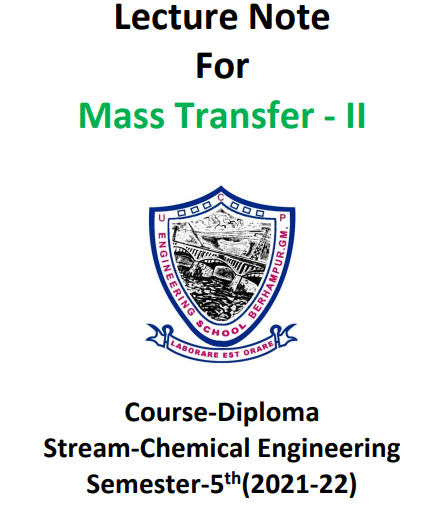 Lecture Note
For
Mass Transfer - II
U C P
ENGINEERING SCHOOL BERHAMPUR.GM.
LABORARE EST ORARE
Course-Diploma
Stream-Chemical Engineering
Semester-5th(2021-22)